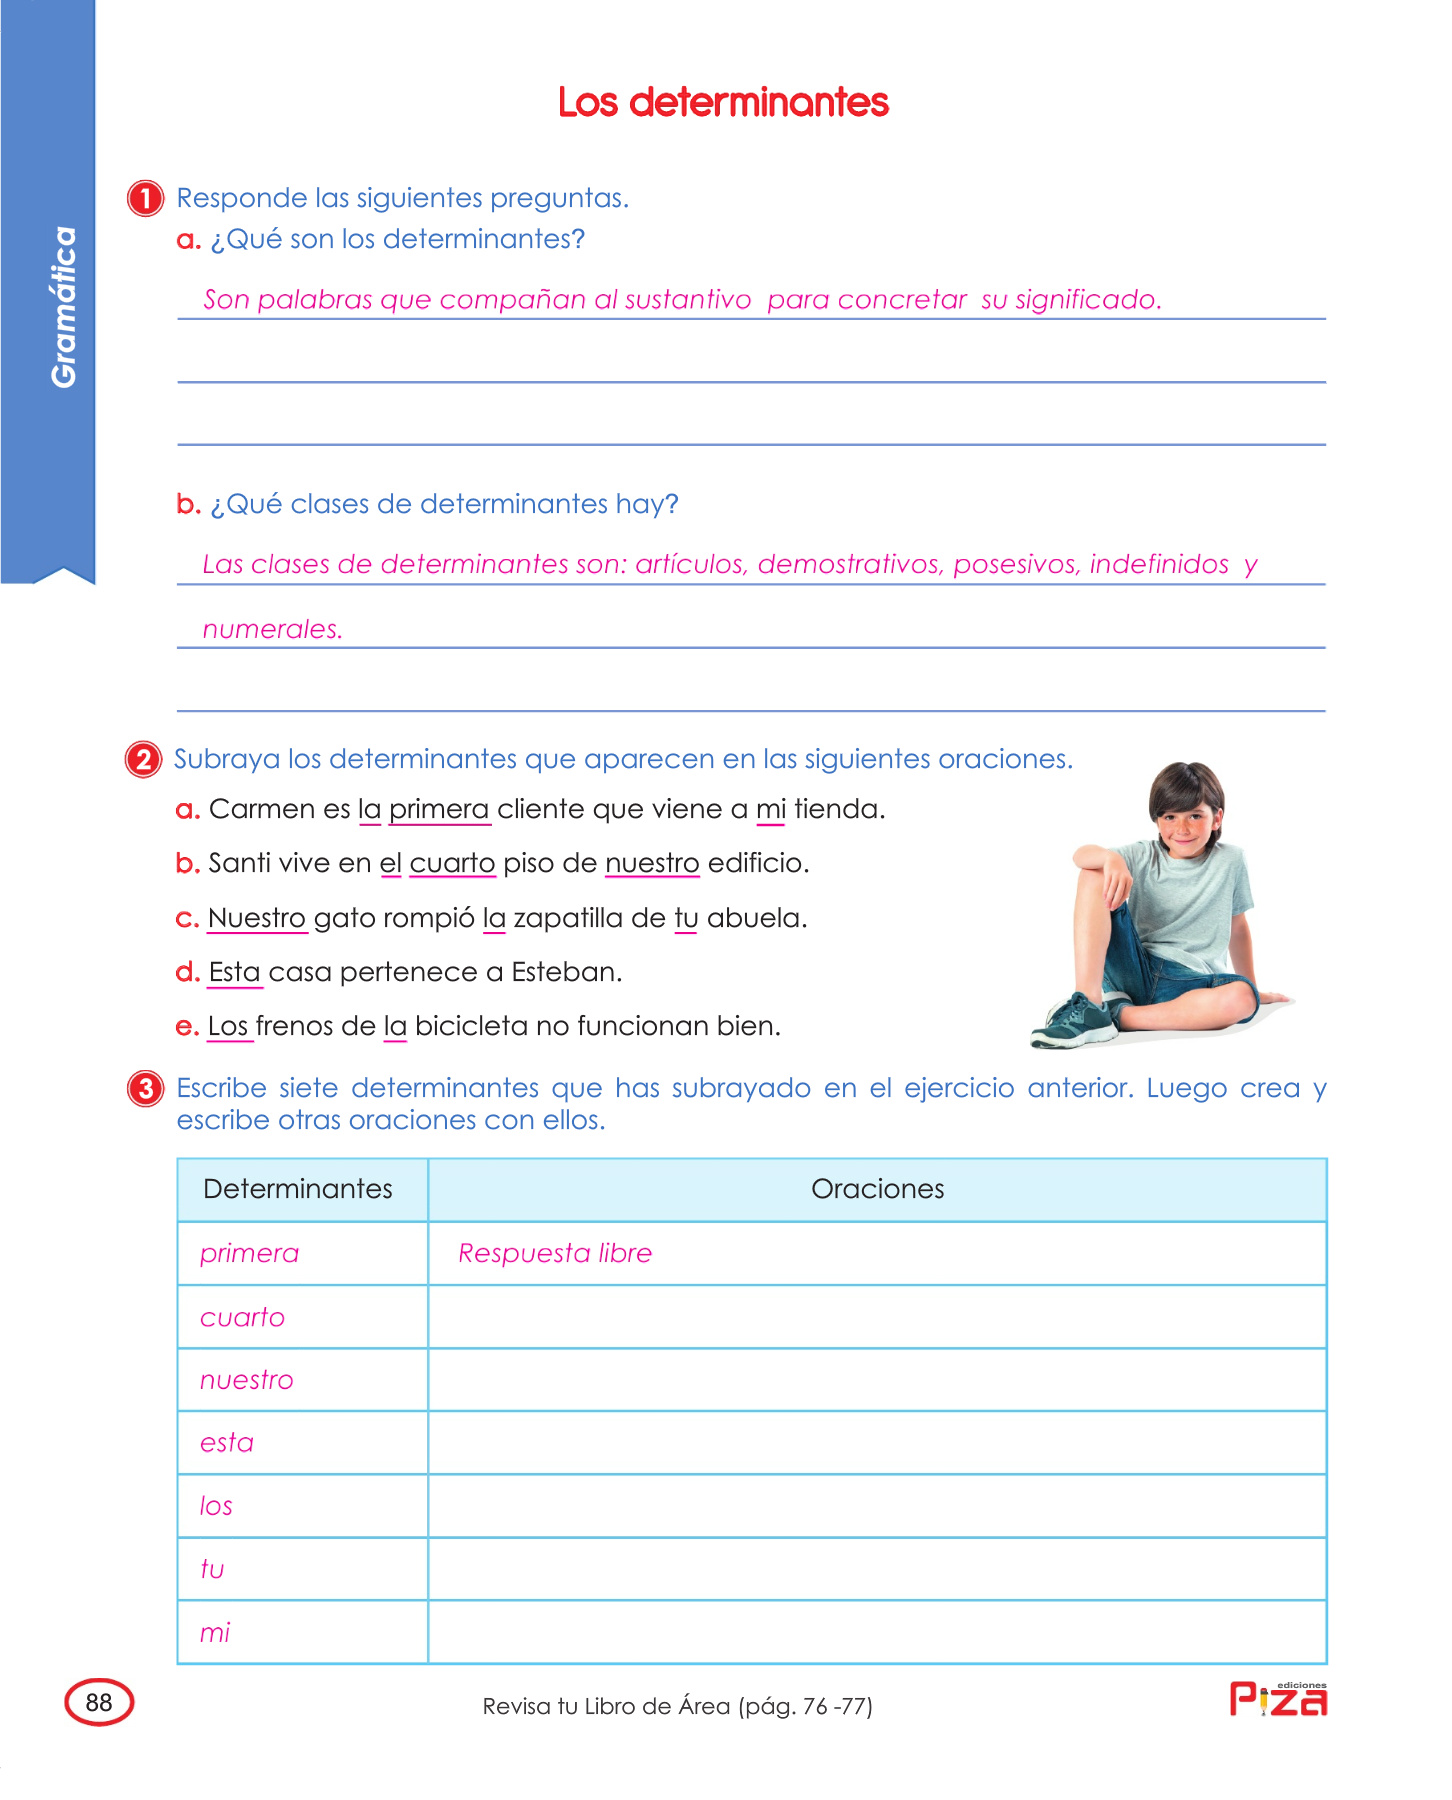 Gramática
Los determinantes
1 Responde las siguientes preguntas.
a. ¿Qué son los determinantes?
Son palabras que compañan al sustantivo para concretar su significado.
b. ¿Qué clases de determinantes hay?
Las clases de determinantes son: artículos, demostrativos, posesivos, indefinidos y
numerales.
2 Subraya los determinantes que aparecen en las siguientes oraciones.
a. Carmen es la primera cliente que viene a mi tienda.
b. Santi vive en el cuarto piso de nuestro edificio.
c. Nuestro gato rompió la zapatilla de tu abuela.
d. Esta casa pertenece a Esteban.
e. Los frenos de la bicicleta no funcionan bien.
3 Escribe siete determinantes que has subrayado en el ejercicio anterior. Luego crea y
escribe otras oraciones con ellos.
Determinantes Oraciones
primera Respuesta libre
cuarto
nuestro
esta
los
tu
mi
88
Revisa tu Libro de Área (pág. 76 -77)
ediciones
Piza